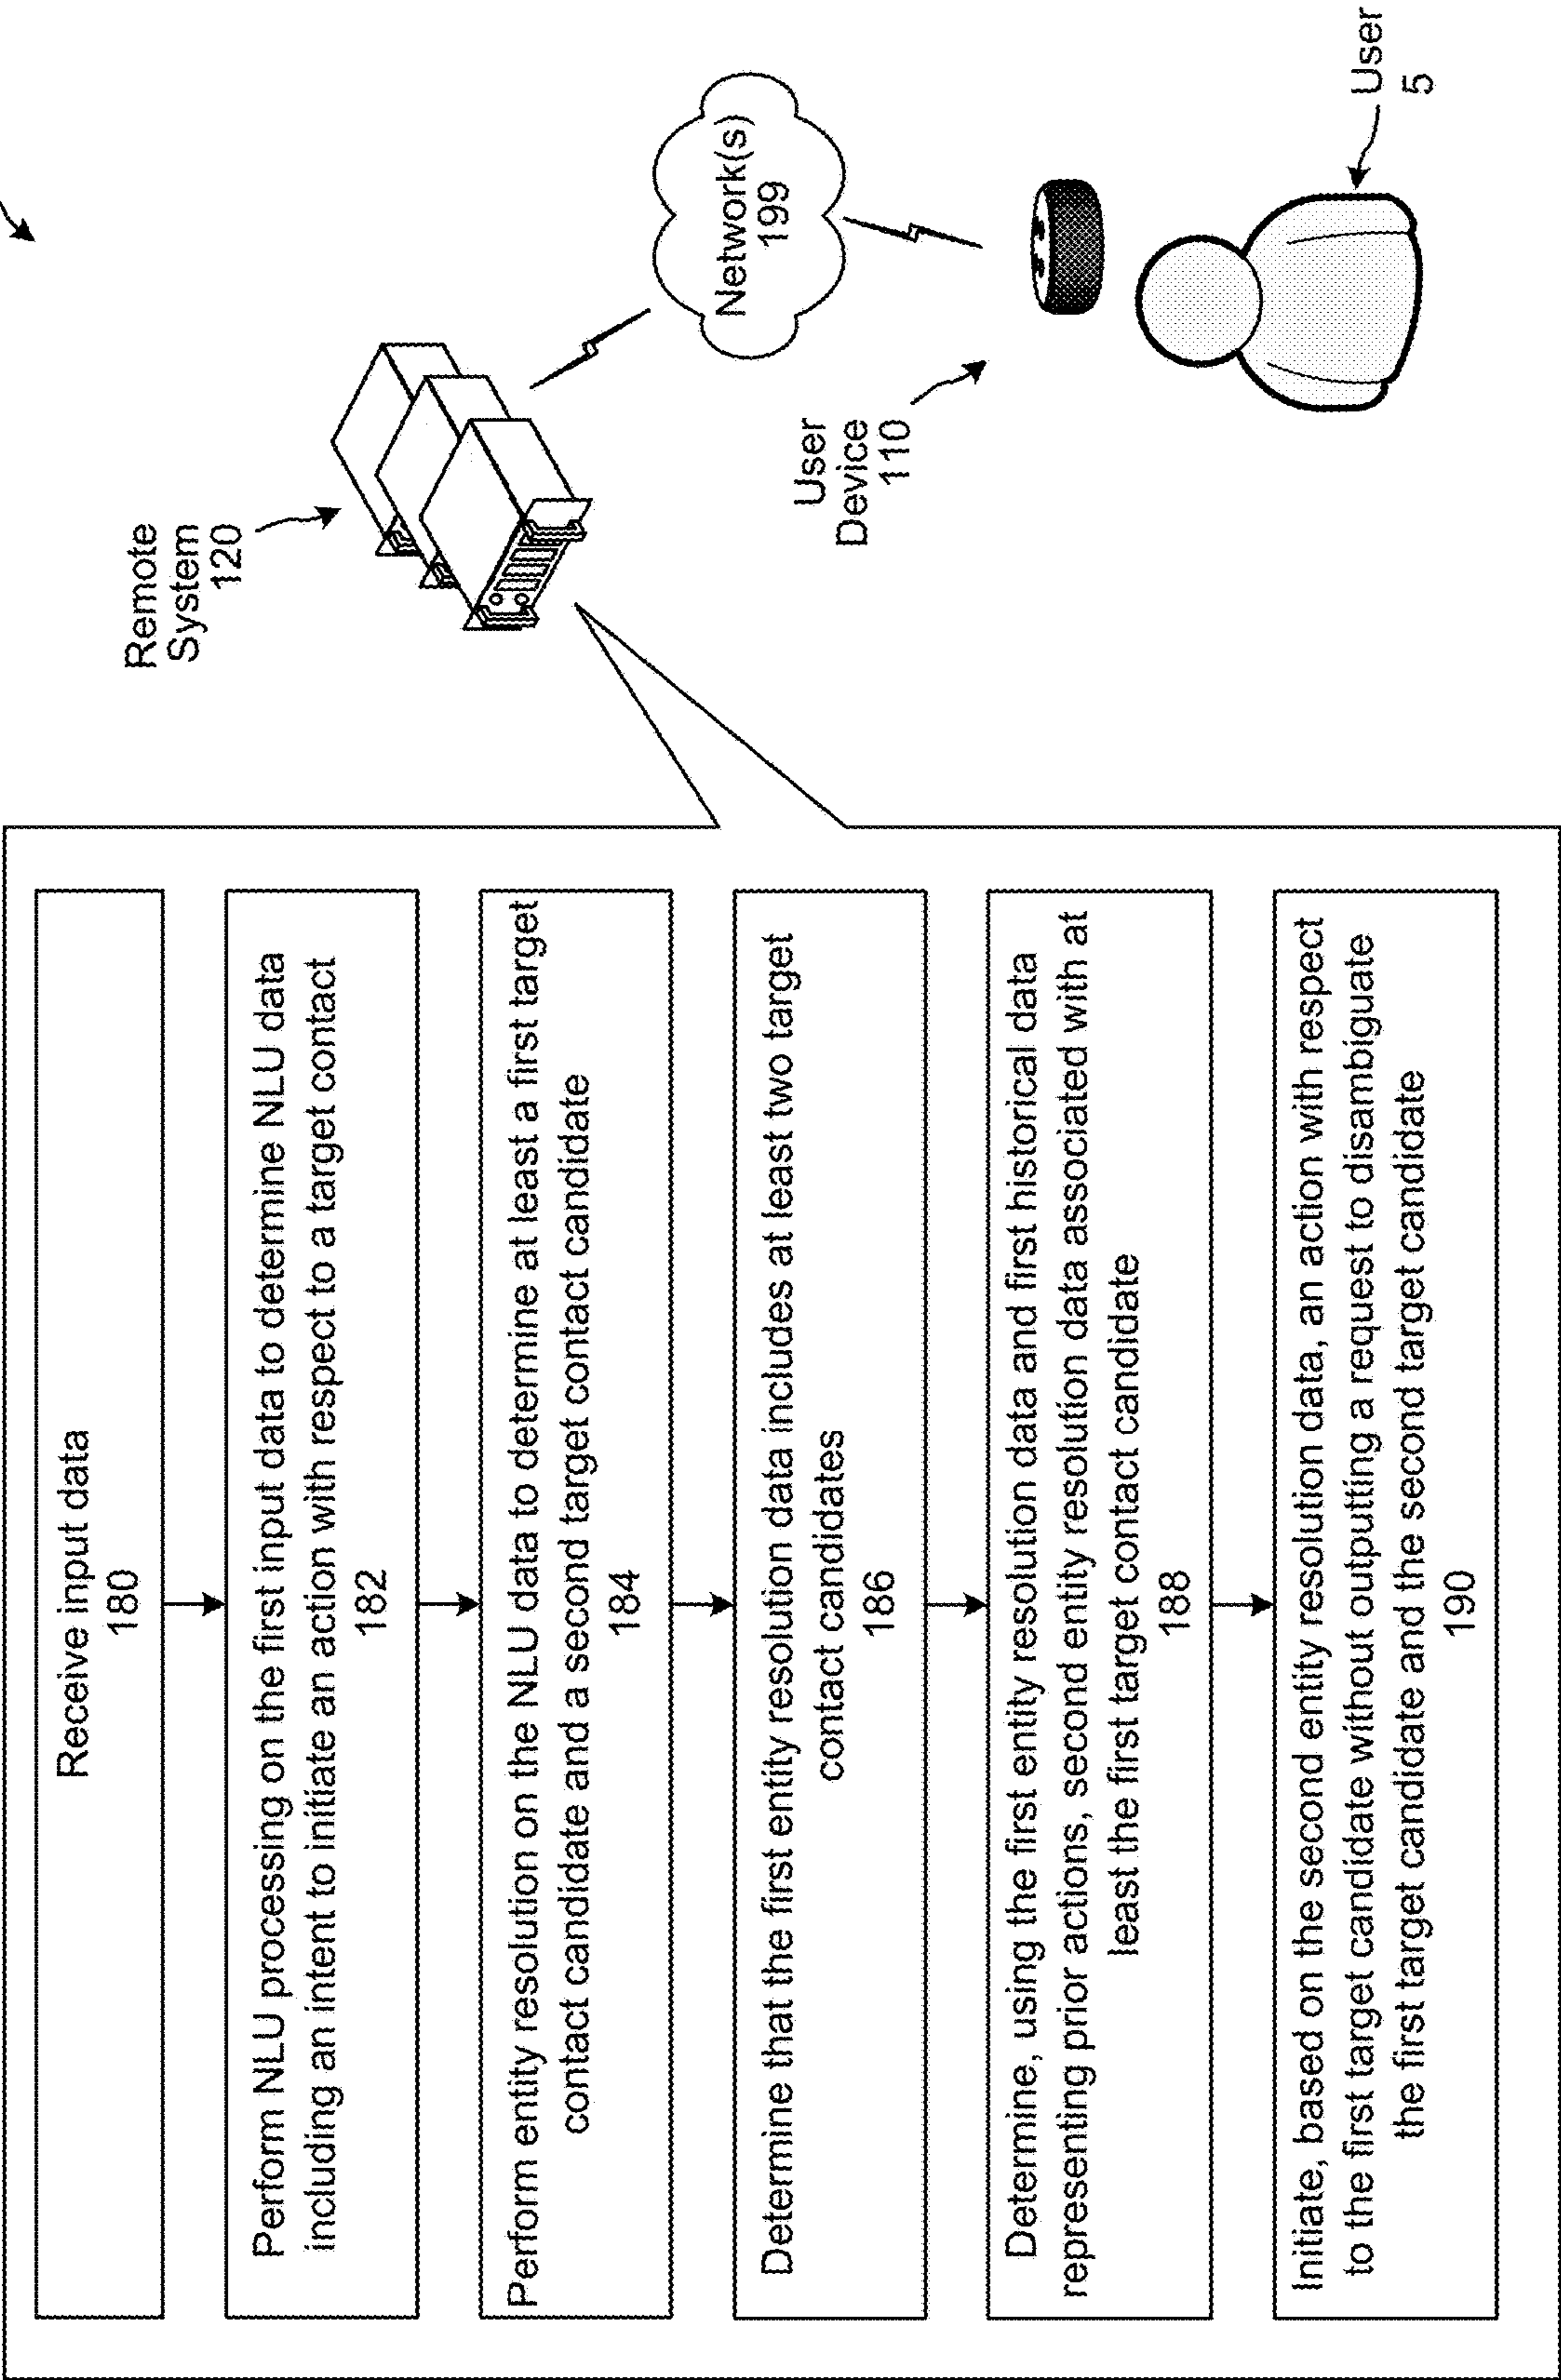 Receive input data
180
Perform NLU processing on the first input data to determine NLU data
including an intent to initiate an action with respect to a target contact
182
Perform entity resolution on the NLU data to determine at least a first target
contact candidate and a second target contact candidate
184
Determine that the first entity resolution data includes at least two target
contact candidates
186
Determine, using the first entity resolution data and first historical data
representing prior actions, second entity resolution data associated with at
least the first target contact candidate
188
Initiate, based on the second entity resolution data, an action with respect
to the first target candidate without outputting a request to disambiguate
the first target candidate and the second target candidate
190
Remote
System
120
Network(s)
199
User
Device
110
User
5